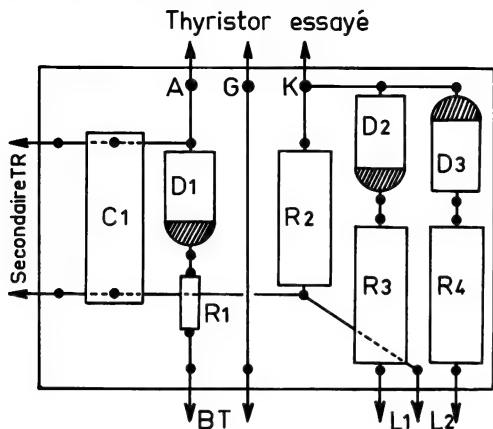 Thyristor essayé
A G K
D2
D3
D1
Secondaire TR
C1
R2
R3
R4
R1
BT
L1 L2